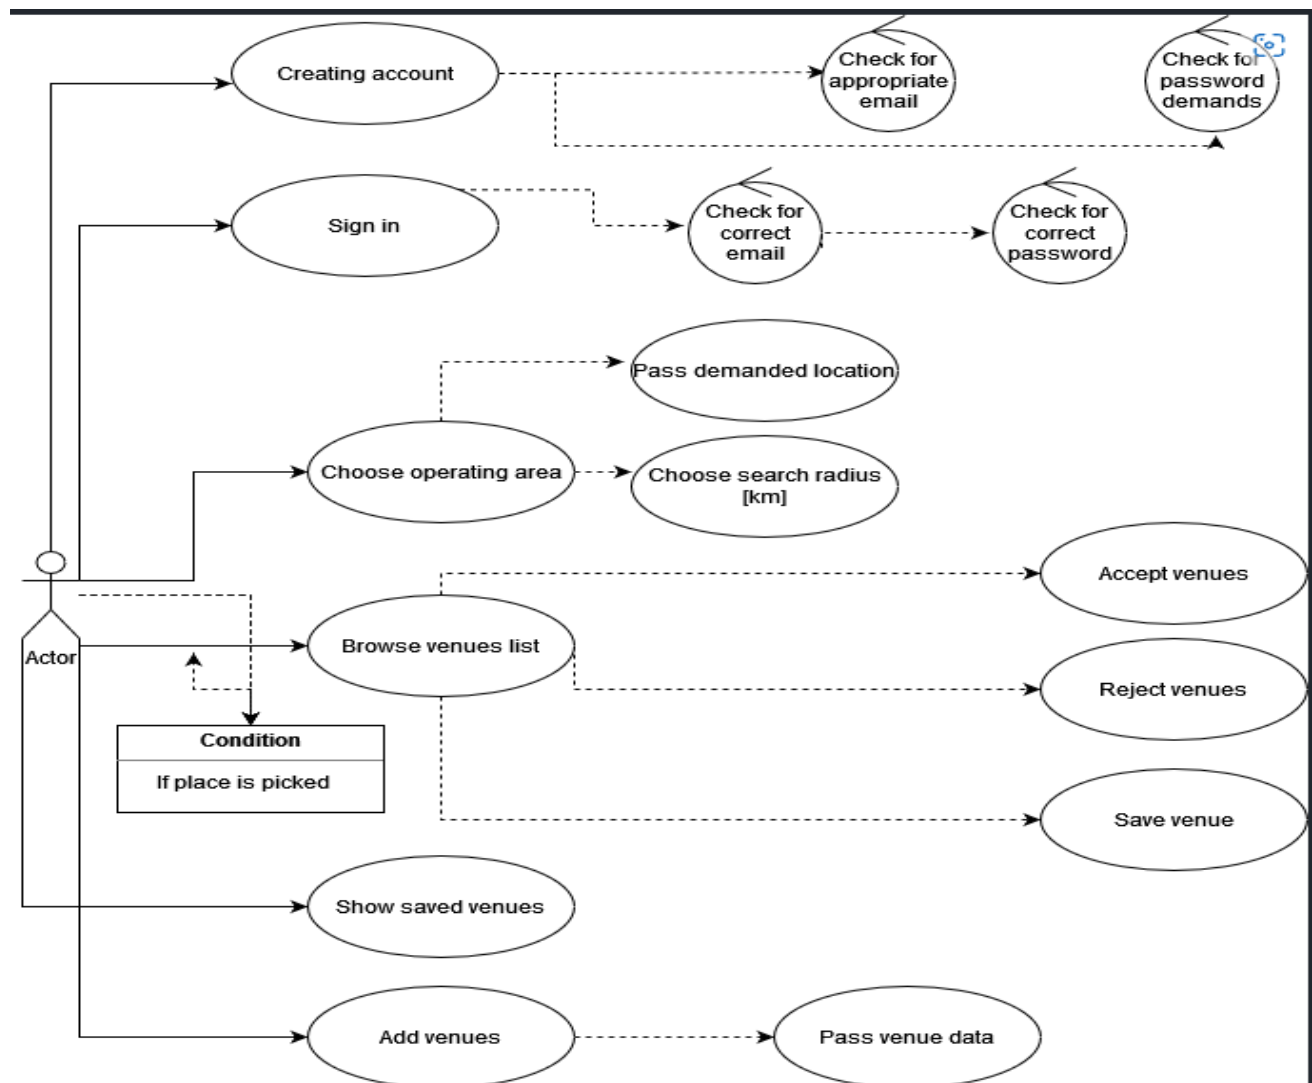 Creating account
Check for
appropriate
email
Check for
password
demands
Sign in
Check for
correct
email
Check for
correct
password
Pass demanded location
Choose operating area
Choose search radius
[km]
Accept venues
Browse venues list
Actor
Reject venues
Condition
If place is picked
Save venue
Show saved venues
Add venues
Pass venue data